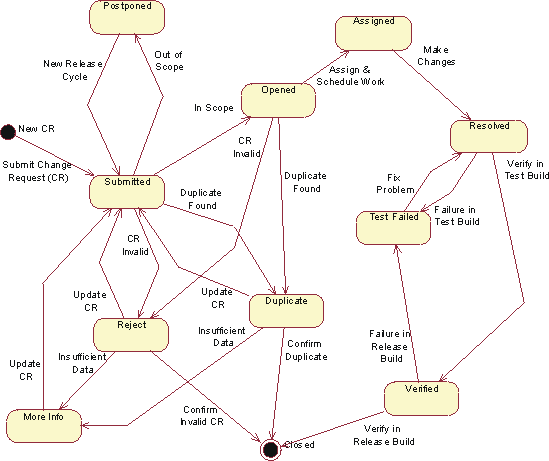 Postponed
Assigned
New Release
Cycle
Out of
Scope
Make
Changes
Assign &
Schedule Work
Opened
In Scope
New CR
CR
Invalid
Resolved
Submit Change
Request (CR)
Submitted
Duplicate
Found
Duplicate
Found
Fix
Problem
Verify in
Test Build
Test Failed
Failure in
Test Build
CR
Invalid
Update
CR
Update
CR
Duplicate
Reject
Insufficient
Data
Confirm
Duplicate
Failure in
Release
Build
Update
CR
Insufficient
Data
Verified
More Info
Confirm
Invalid CR
Closed
Verify in
Release Build